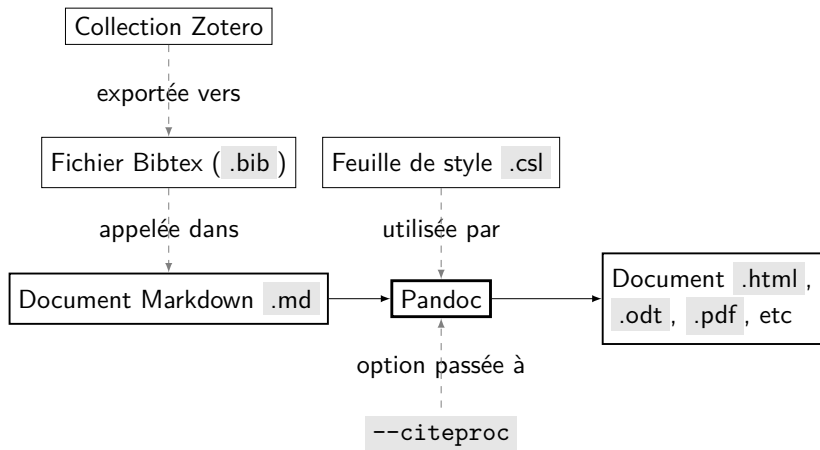 Collection Zotero
exportée vers
Fichier Bibtex ( .bib )
Feuille de style .csl
appelée dans
utilisée par
Document Markdown .md
Pandoc
Document .html ,
.odt , .pdf , etc
option passée à
--citeproc